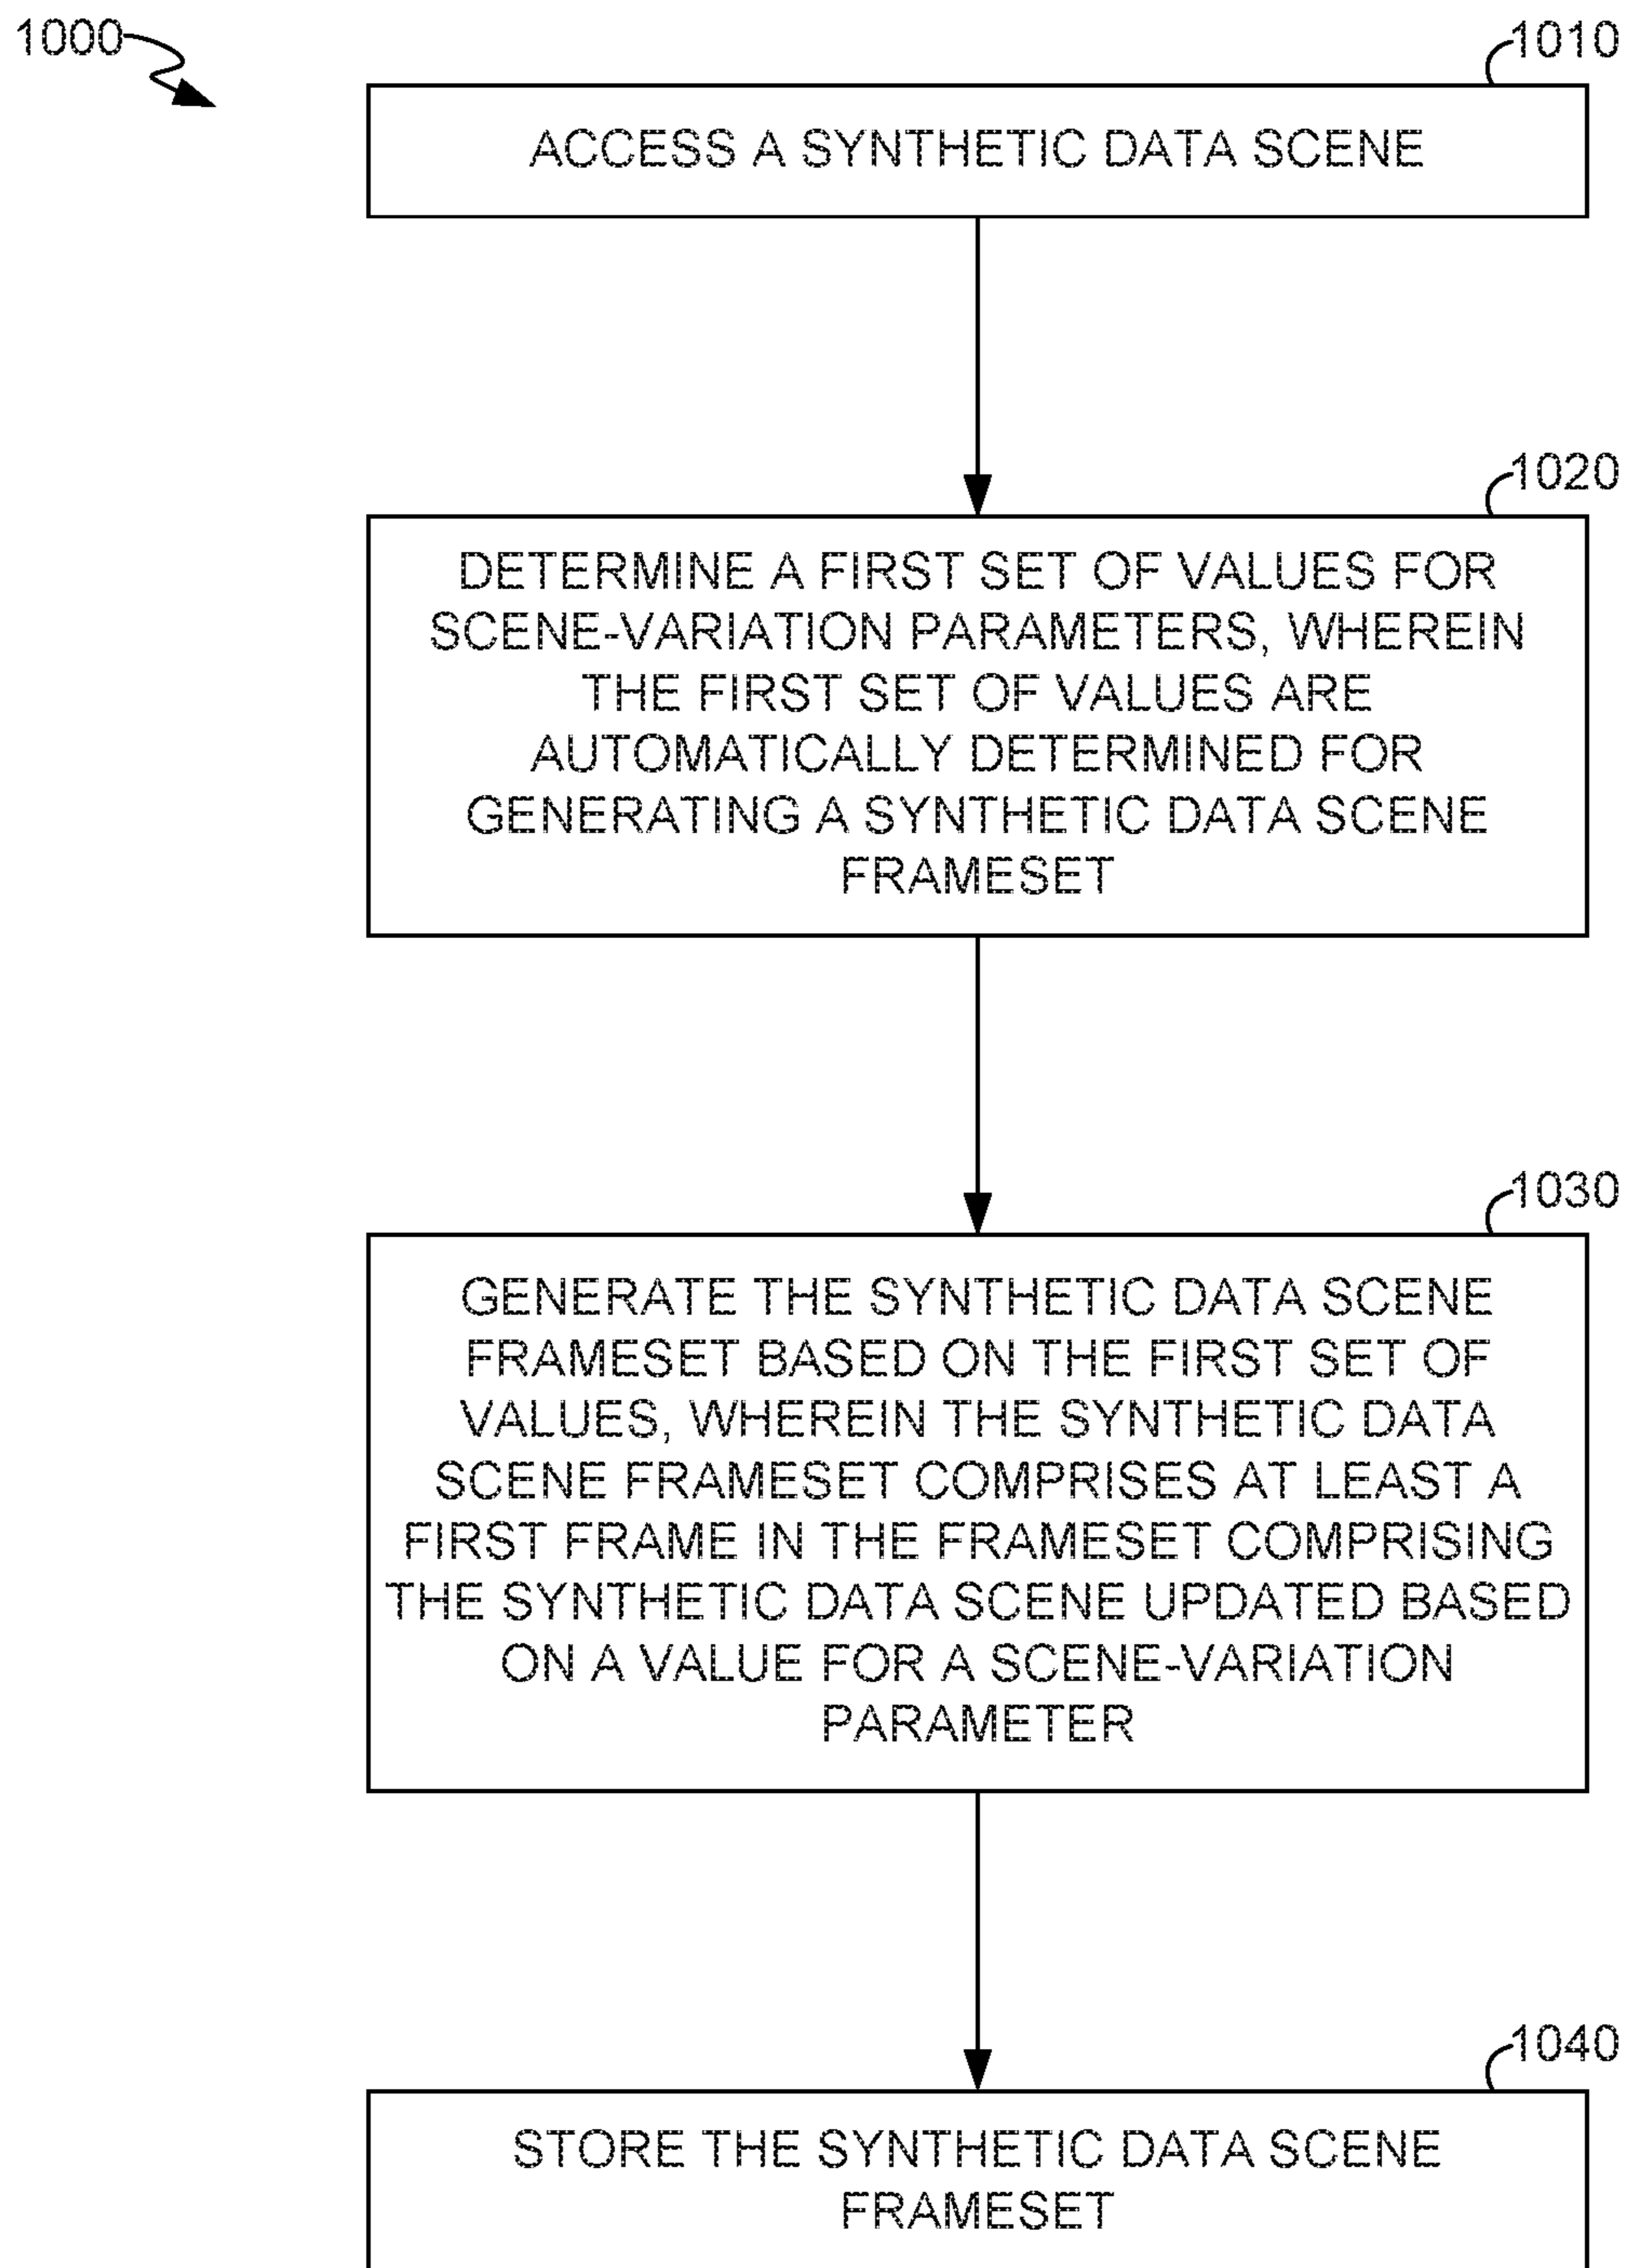 1000
1010
ACCESS A SYNTHETIC DATA SCENE
1020
DETERMINE A FIRST SET OF VALUES FOR
SCENE-VARIATION PARAMETERS, WHEREIN
THE FIRST SET OF VALUES ARE
AUTOMATICALLY DETERMINED FOR
GENERATING A SYNTHETIC DATA SCENE
FRAMESET
1030
GENERATE THE SYNTHETIC DATA SCENE
FRAMESET BASED ON THE FIRST SET OF
VALUES, WHEREIN THE SYNTHETIC DATA
SCENE FRAMESET COMPRISES AT LEAST A
FIRST FRAME IN THE FRAMESET COMPRISING
THE SYNTHETIC DATA SCENE UPDATED BASED
ON A VALUE FOR A SCENE-VARIATION
PARAMETER
1040
STORE THE SYNTHETIC DATA SCENE
FRAMESET